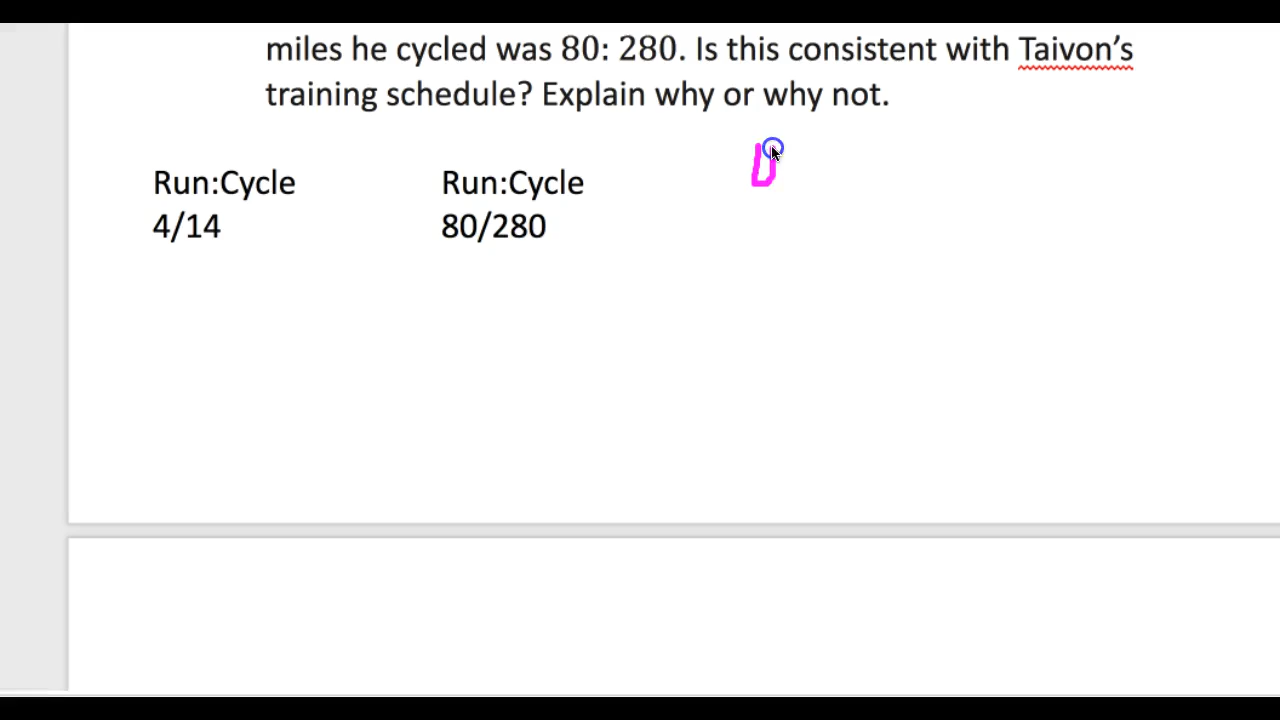 miles he cycled was 80: 280. Is this consistent with Taivon’s
training schedule? Explain why or why not.
Run:Cycle Run:Cycle
4/14 80/280